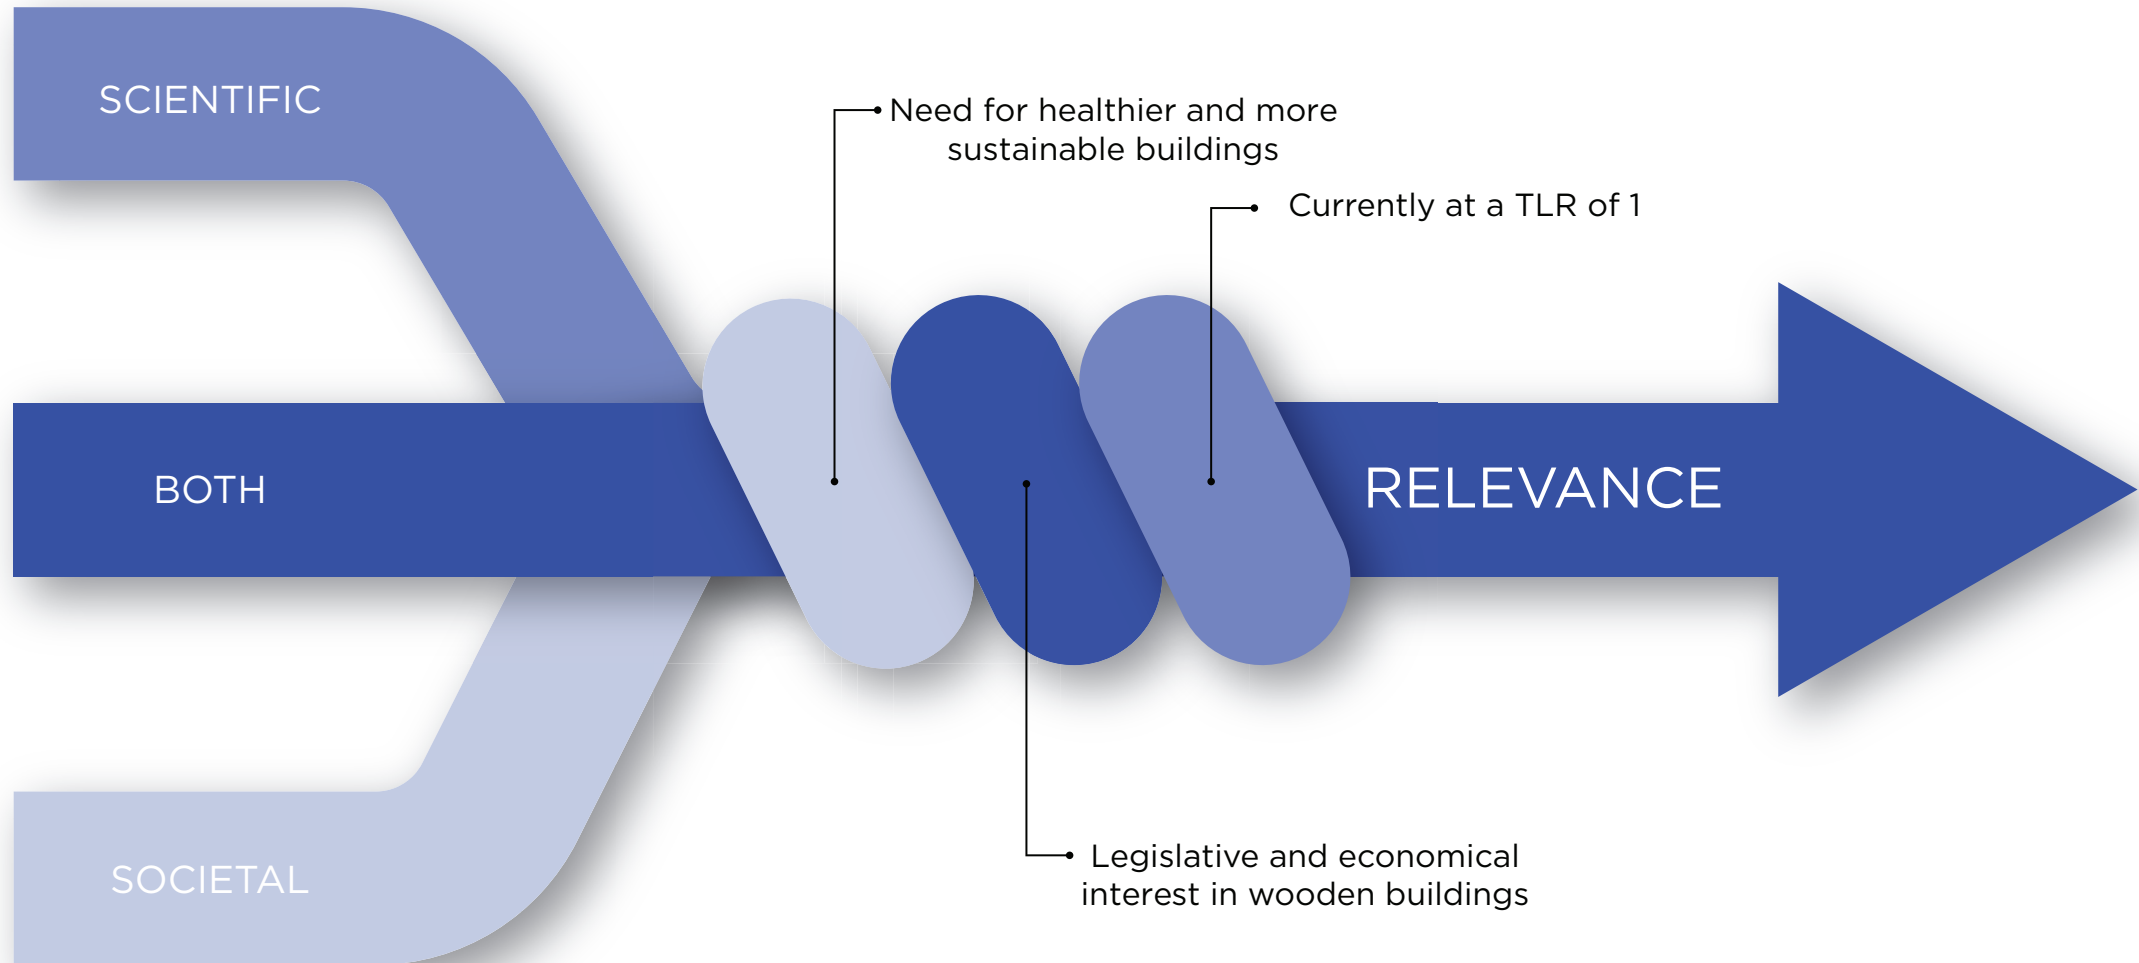 SCIENTIFIC
Need for healthier and more
sustainable buildings
Currently at a TLR of 1
BOTH
RELEVANCE
Legislative and economical
interest in wooden buildings
SOCIETAL